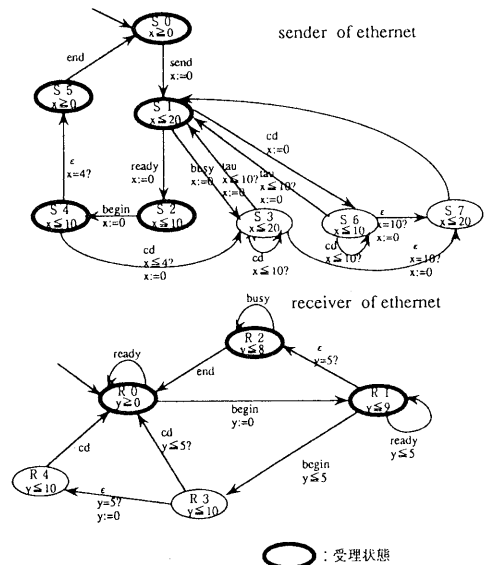 sender of ethernet
S 0
x≧0
end
send
x:=0
S 5
x≧0
S 1
x≦20
cd
x:=0
ε
x=4?
ready
x:=0
busy
x:=0
tau
x≦10?
x:=0
tau
x≦10?
x:=0
S 4
x≦10
begin
x:=0
S 2
x≦10
S 3
x≦20
S 6
x≦10
ε
x=10?
x:=0
S 7
x≦20
cd
x≦4?
x:=0
cd
x≦10?
cd
x≦10?
ε
x=10?
x:=0
receiver of ethernet
busy
R 2
y≦8
ready
end
ε
y=5?
R 0
y≧0
begin
y:=0
R 1
y≦9
ready
y≦5
cd
cd
y≦5?
begin
y≦5
R 4
y≦10
ε
y=5?
y:=0
R 3
y≦10
:受理状態